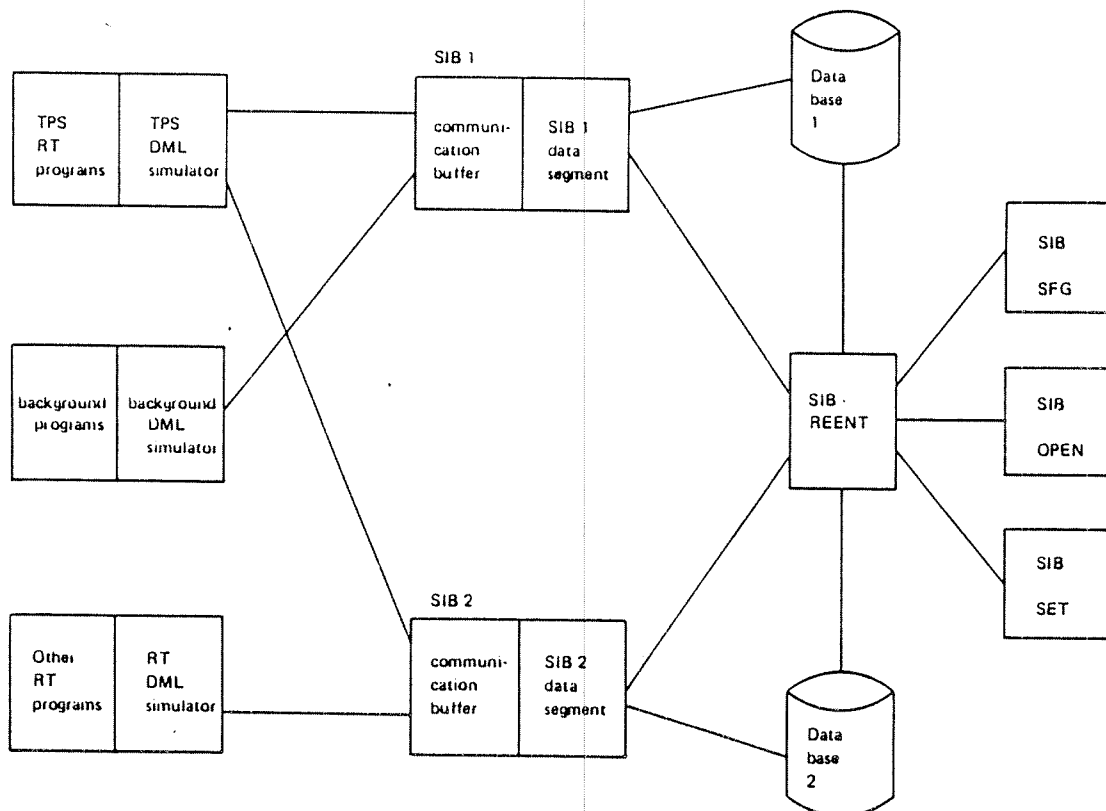 SIB 1
TPS
RT
programs
TPS
DML
simulator
communi-
cation
buffer
SIB 1
data
segment
Data
base
1
background
programs
background
DML
simulator
SIB
REENT
SIB
SFG
SIB
OPEN
SIB
SET
SIB 2
Other
RT
programs
RT
DML
simulator
communi-
cation
buffer
SIB 2
data
segment
Data
base
2